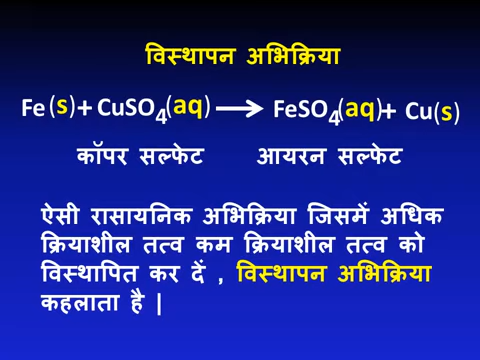 विस्थापन अभिक्रिया
Fe(s)+CuSO4(aq) ⟶ FeSO4(aq)+ Cu(s)
कॉपर सल्फेट आयरन सल्फेट
ऐसी रासायनिक अभिक्रिया जिसमें अधिक
क्रियाशील तत्व कम क्रियाशील तत्व को
विस्थापित कर दें , विस्थापन अभिक्रिया
कहलाता है |